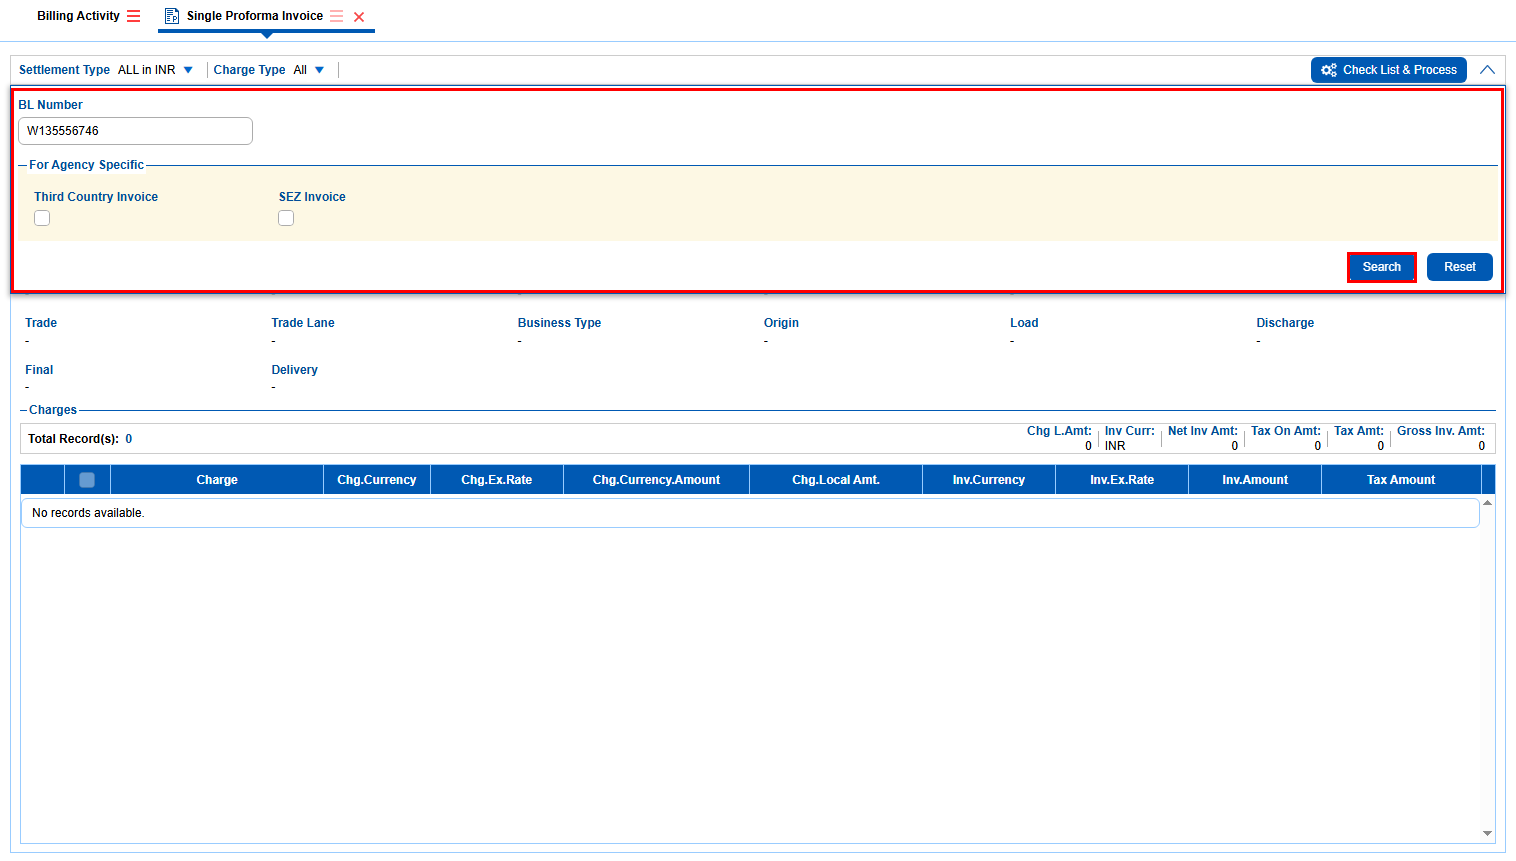 Billing Activity Single Proforma Invoice
Settlement Type ALL in INR Charge Type All Check List & Process
BL Number
W135556746
For Agency Specific
Third Country Invoice SEZ Invoice
Search Reset
Trade Trade Lane Business Type Origin Load Discharge
- - - - - -
Final Delivery
- -
Charges
Total Record(s): 0
Chg L.Amt: Inv Curr: Net Inv Amt: Tax On Amt: Tax Amt: Gross Inv. Amt:
0 INR 0 0 0 0
Charge Chg.Currency Chg.Ex.Rate Chg.Currency.Amount Chg.Local Amt. Inv.Currency Inv.Ex.Rate Inv.Amount Tax Amount
No records available.